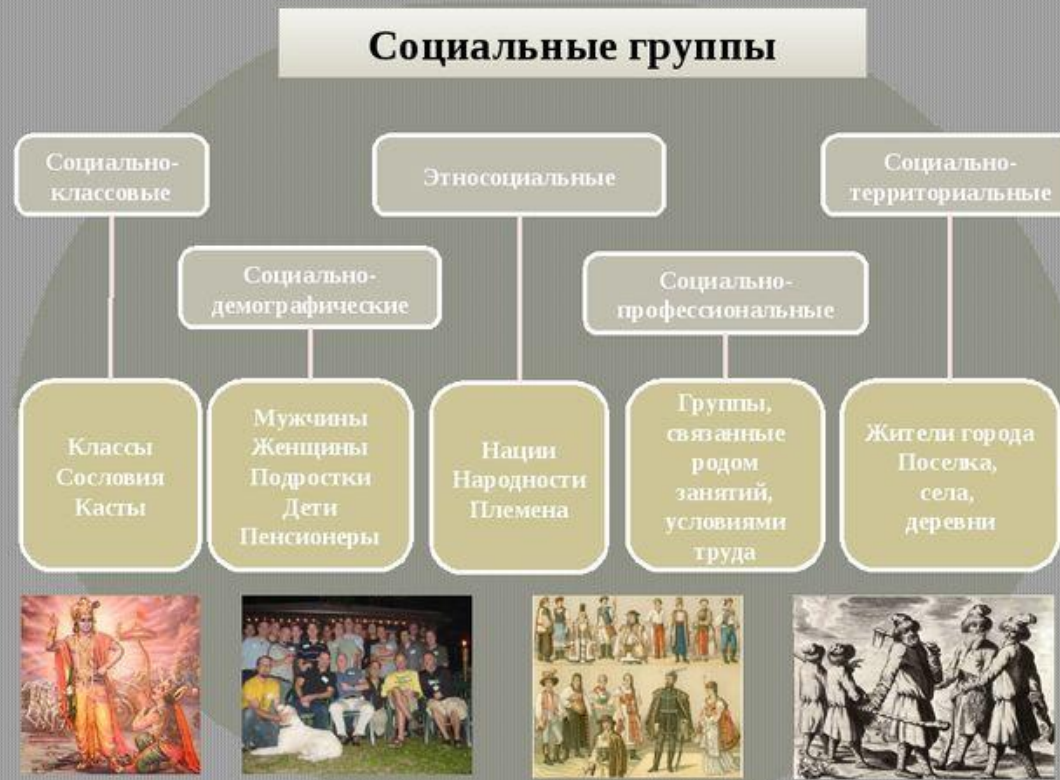 Социальные группы
Социально-
классовые
Этносоциальные
Социально-
территориальные
Социально-
демографические
Социально-
профессиональные
Классы
Сословия
Касты
Мужчины
Женщины
Подростки
Дети
Пенсионеры
Нации
Народности
Племена
Группы,
связанные
родом
занятий,
условиями
труда
Жители города
Поселка,
села,
деревни